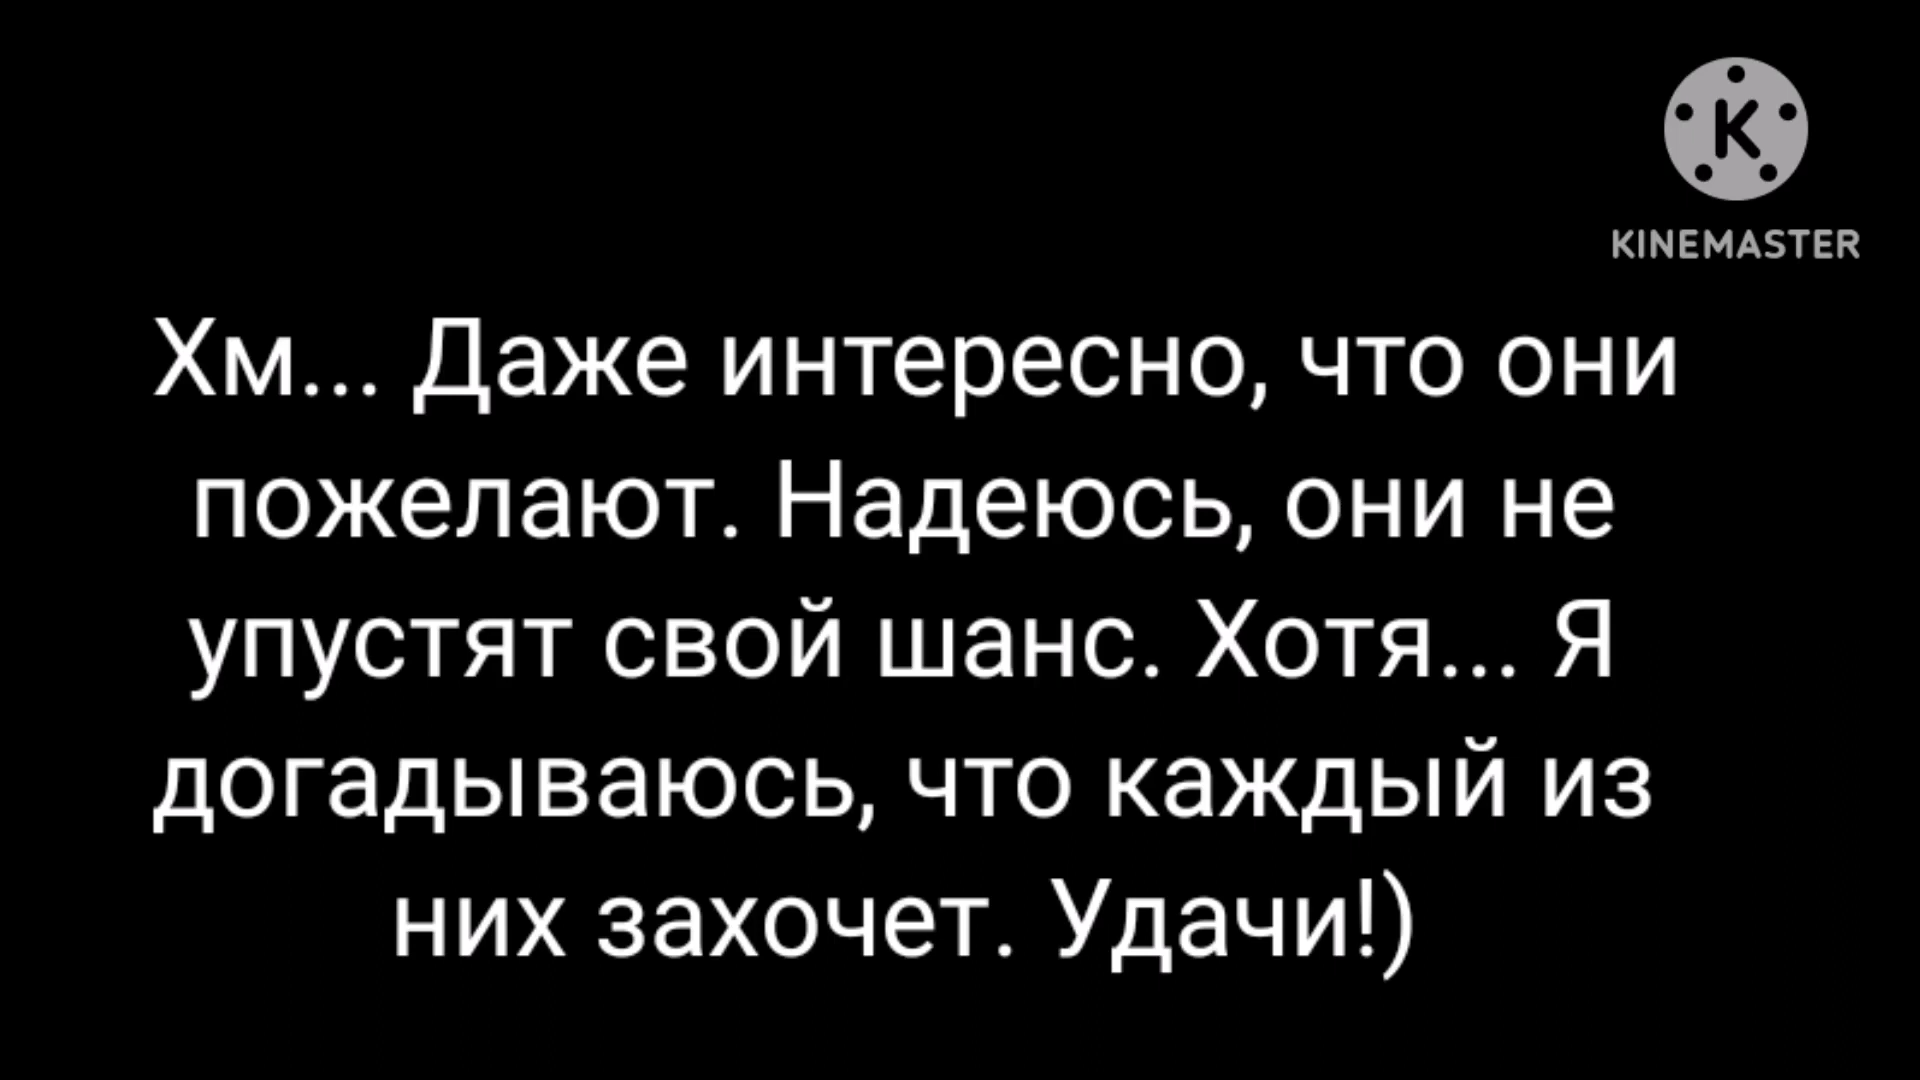 KINEMASTER
Хм... Даже интересно, что они
пожелают. Надеюсь, они не
упустят свой шанс. Хотя... Я
догадываюсь, что каждый из
них захочет. Удачи!)